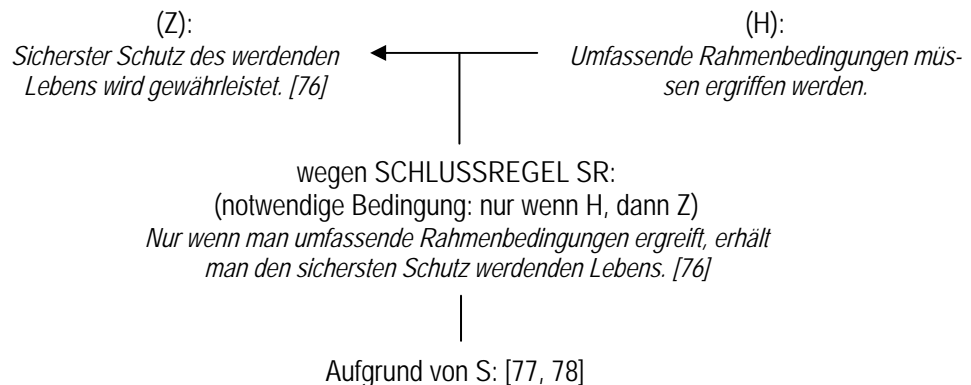 (Z):
Sicherster Schutz des werdenden
Lebens wird gewährleistet. [76]
(H):
Umfassende Rahmenbedingungen müs-
sen ergriffen werden.
wegen SCHLUSSREGEL SR:
(notwendige Bedingung: nur wenn H, dann Z)
Nur wenn man umfassende Rahmenbedingungen ergreift, erhält
man den sichersten Schutz werdenden Lebens. [76]
Aufgrund von S: [77, 78]